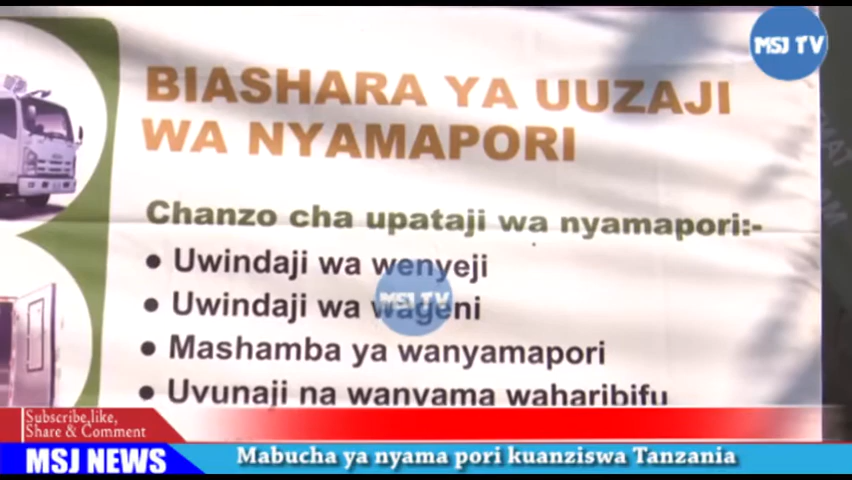 MSJ TV
BIASHARA YA UUZAJI
WA NYAMAPORI
Chanzo cha upataji wa nyamapori:-
● Uwindaji wa wenyeji
● Uwindaji wa wageni
MSJ TV
● Mashamba ya wanyamapori
● Uvunaji na wanyama waharibifu
Subscribe,like,
Share & Comment
MSJ NEWS
Mabucha ya nyama pori kuanziswa Tanzania